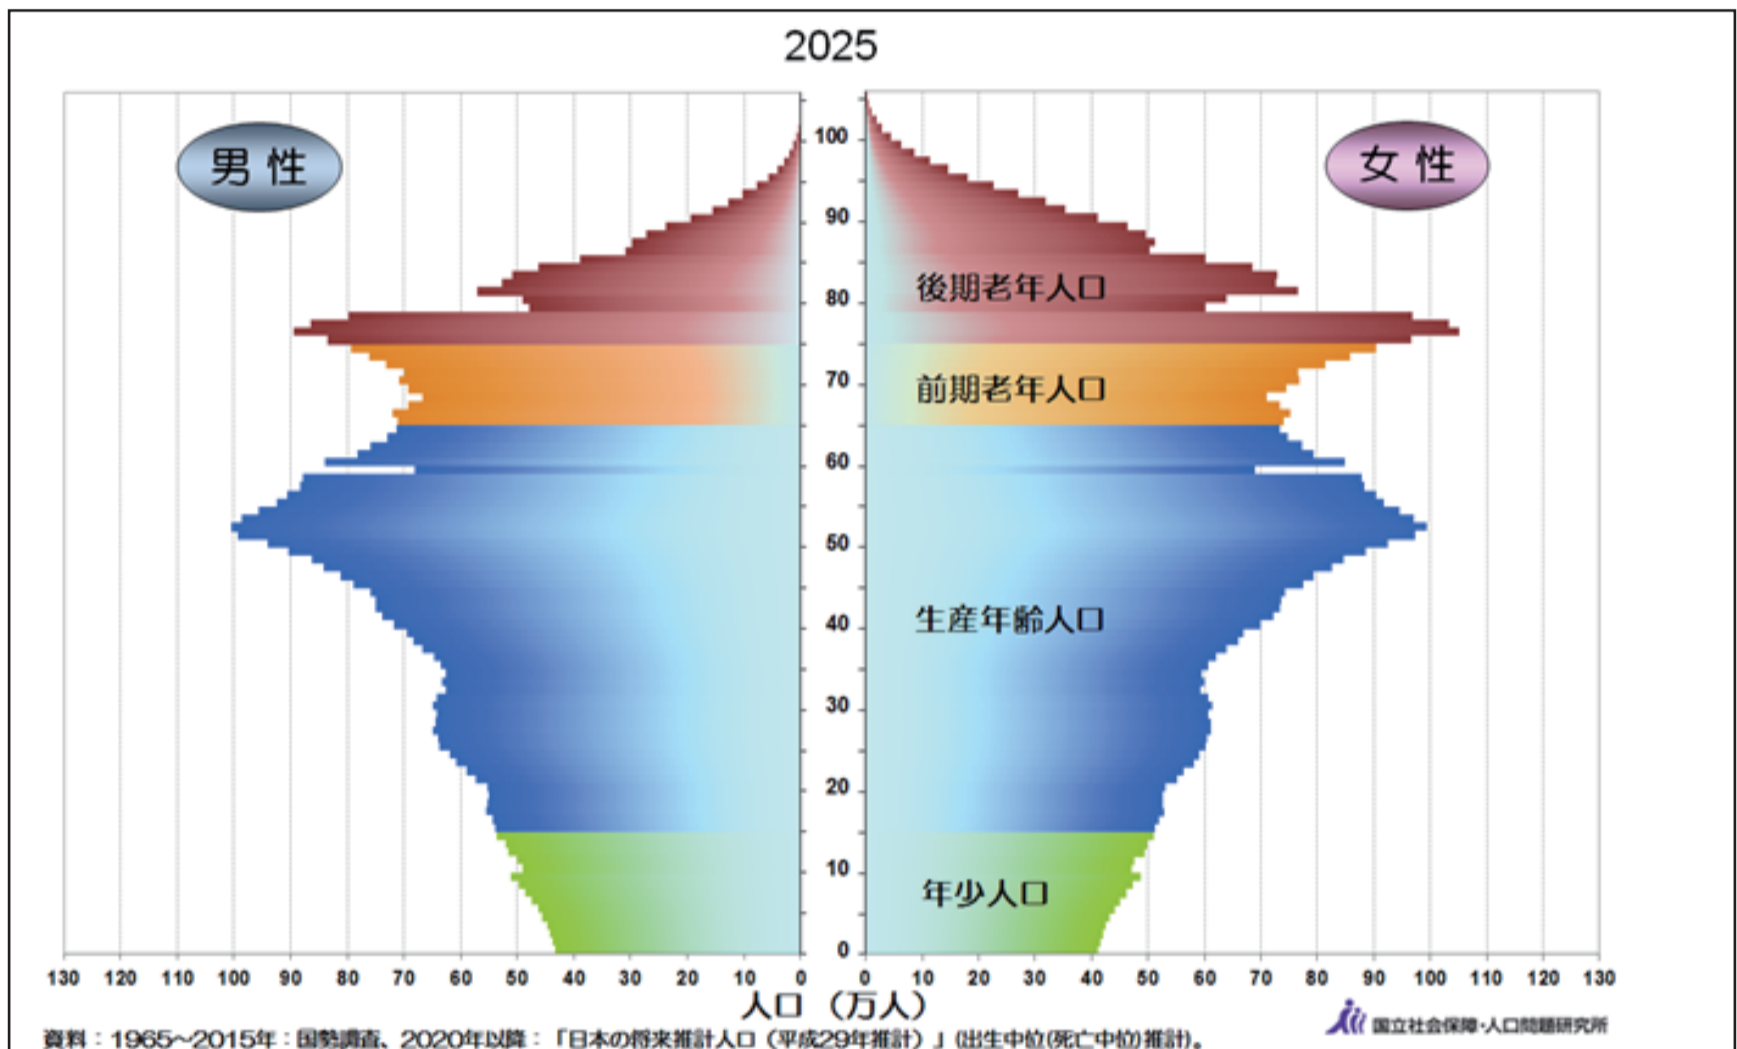 2025
男性
女性
100
90
後期老年人口
80
前期老年人口
70
60
50
生産年齢人口
40
30
20
10
年少人口
0
130 120 110 100 90 80 70 60 50 40 30 20 10 0
0 10 20 30 40 50 60 70 80 90 100 110 120 130
人口（万人）
国立社会保障・人口問題研究所
資料：1965～2015年：国勢調査、2020年以降：「日本の将来推計人口（平成29年推計）」(出生中位(死亡中位)推計)。